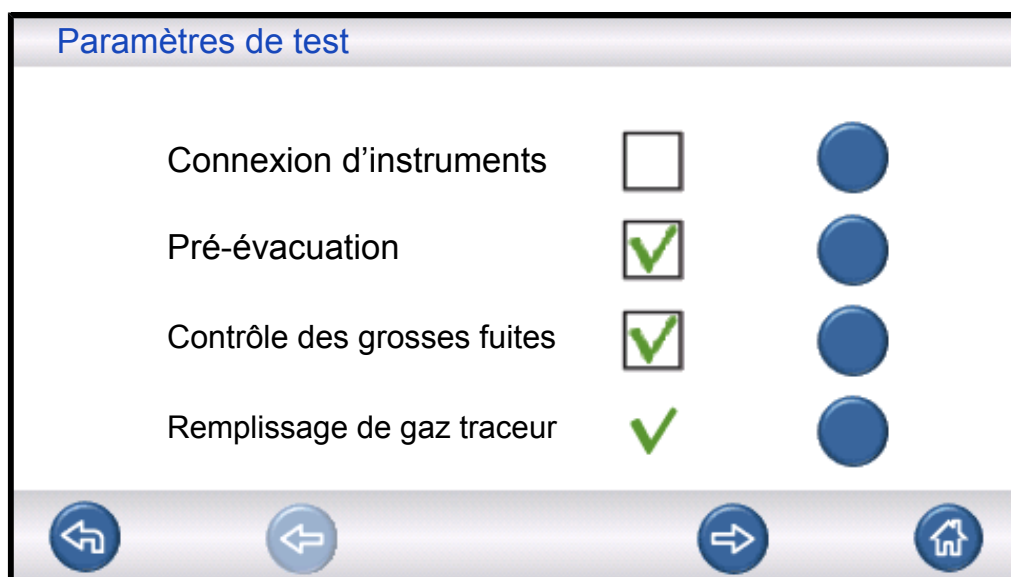 Paramètres de test
Connexion d’instruments
Pré-évacuation
Contrôle des grosses fuites
Remplissage de gaz traceur